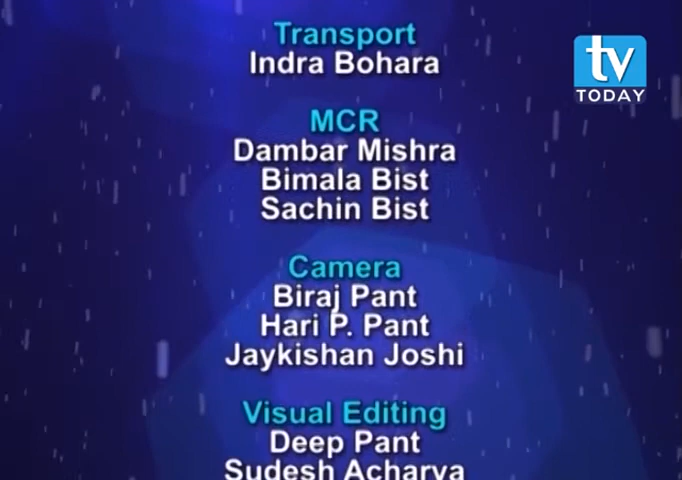 Transport
Indra Bohara
tv
TODAY
MCR
Dambar Mishra
Bimala Bist
Sachin Bist
Camera
Biraj Pant
Hari P. Pant
Jaykishan Joshi
Visual Editing
Deep Pant
Sudesh Acharya